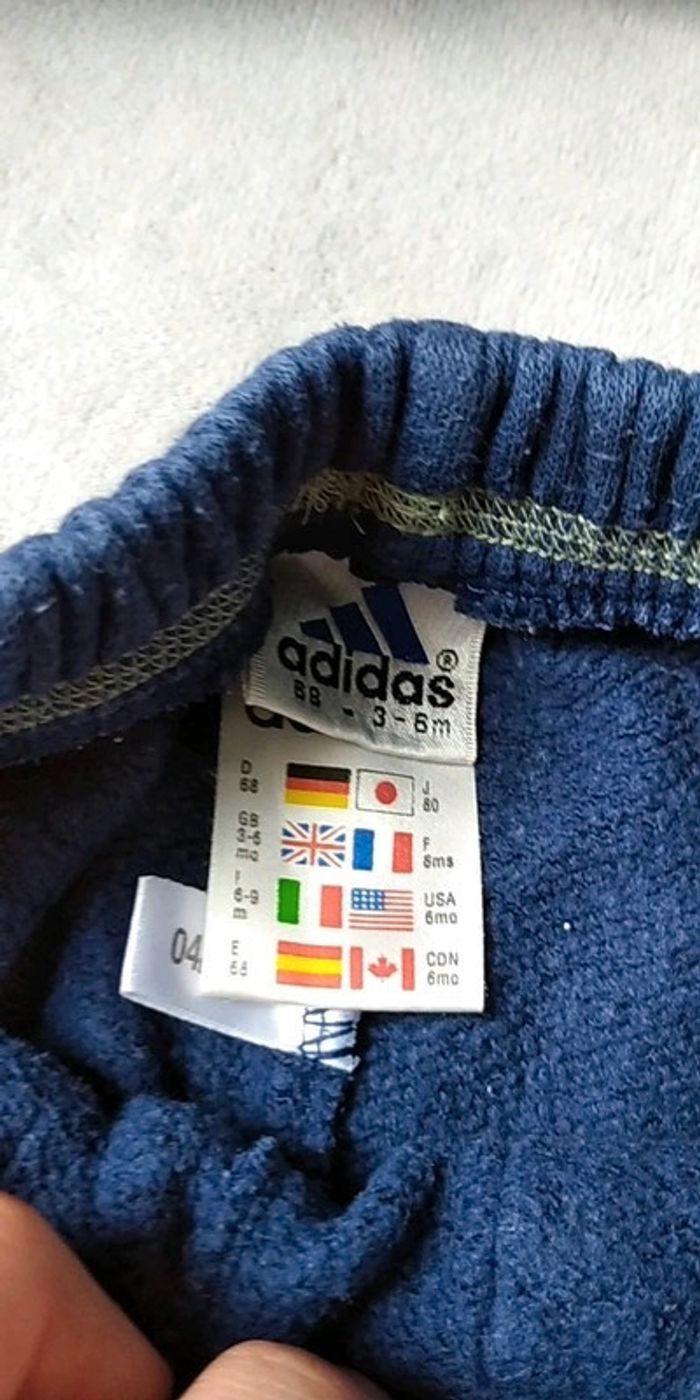 adidas®
68 - 3-6m
D
68
J
80
GB
3-6
mo
F
6ms
I
6-9
m
USA
6mo
E
68
CDN
6mo
04